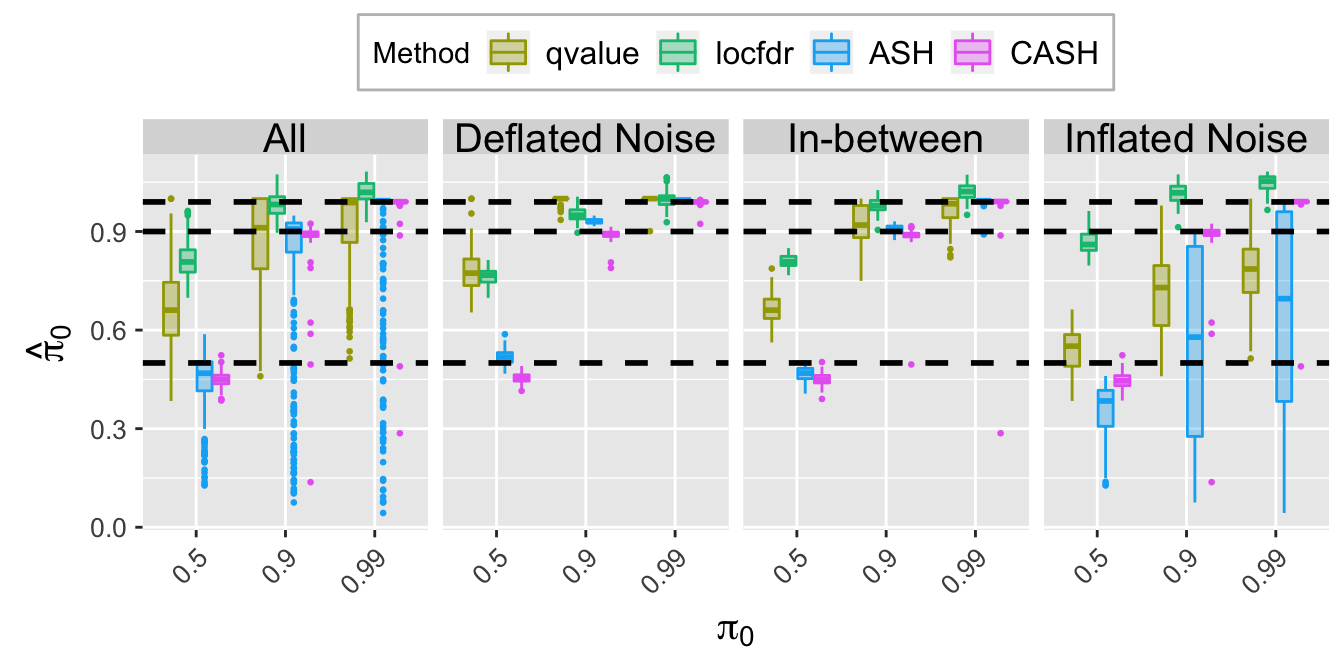 Method qvalue locfdr ASH CASH
All Deflated Noise In-between Inflated Noise
π̂₀
0.9
0.6
0.3
0.0
0.5 0.9 0.99 0.5 0.9 0.99 0.5 0.9 0.99 0.5 0.9 0.99
π₀